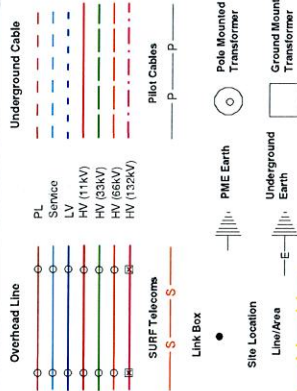 Overhead Line
Underground Cable
PL
Service
LV
HV (11kV)
HV (33kV)
HV (66kV)
HV (132kV)
SURF Telecoms
S S
Pilot Cables
P P
Link Box
PME Earth
Pole Mounted
Transformer
Site Location
Line/Area
Underground
Earth
E
Ground Mount
Transformer